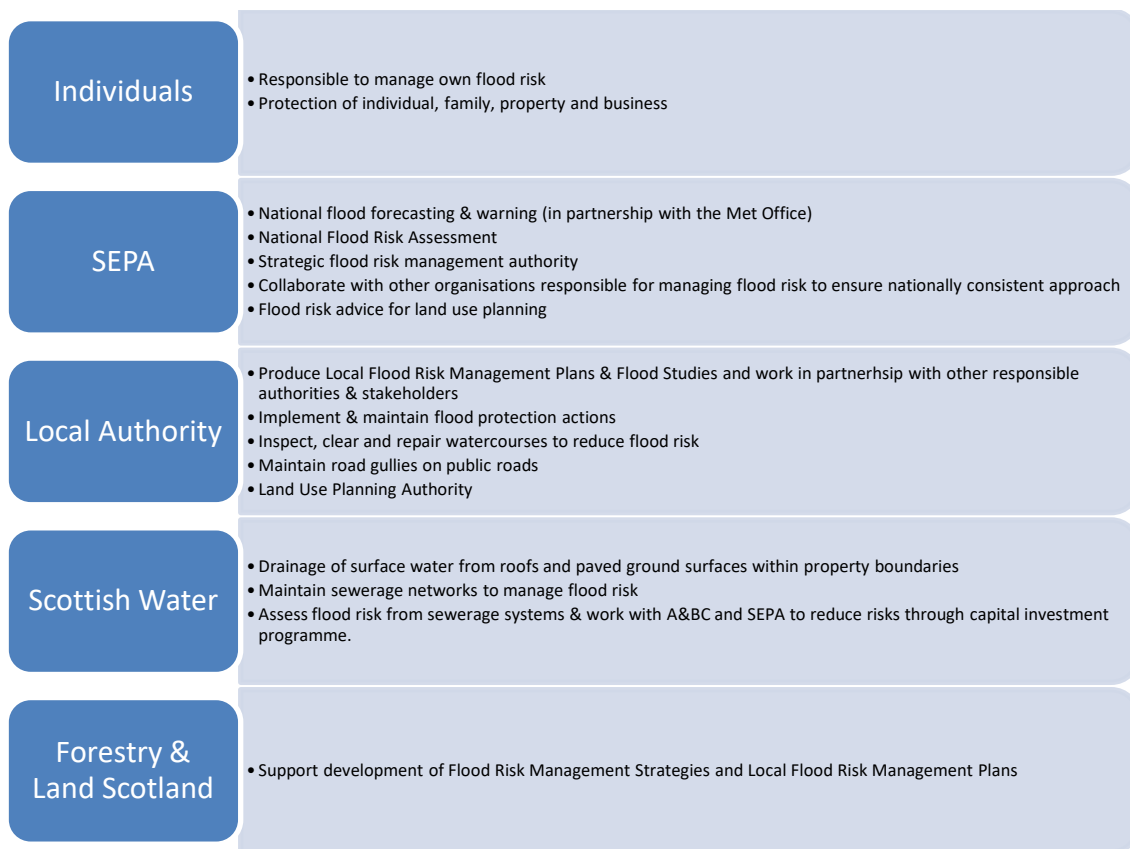 Individuals
• Responsible to manage own flood risk
• Protection of individual, family, property and business
SEPA
• National flood forecasting & warning (in partnership with the Met Office)
• National Flood Risk Assessment
• Strategic flood risk management authority
• Collaborate with other organisations responsible for managing flood risk to ensure nationally consistent approach
• Flood risk advice for land use planning
Local Authority
• Produce Local Flood Risk Management Plans & Flood Studies and work in partnerhsip with other responsible
authorities & stakeholders
• Implement & maintain flood protection actions
• Inspect, clear and repair watercourses to reduce flood risk
• Maintain road gullies on public roads
• Land Use Planning Authority
Scottish Water
• Drainage of surface water from roofs and paved ground surfaces within property boundaries
• Maintain sewerage networks to manage flood risk
• Assess flood risk from sewerage systems & work with A&BC and SEPA to reduce risks through capital investment
programme.
Forestry &
Land Scotland
• Support development of Flood Risk Management Strategies and Local Flood Risk Management Plans